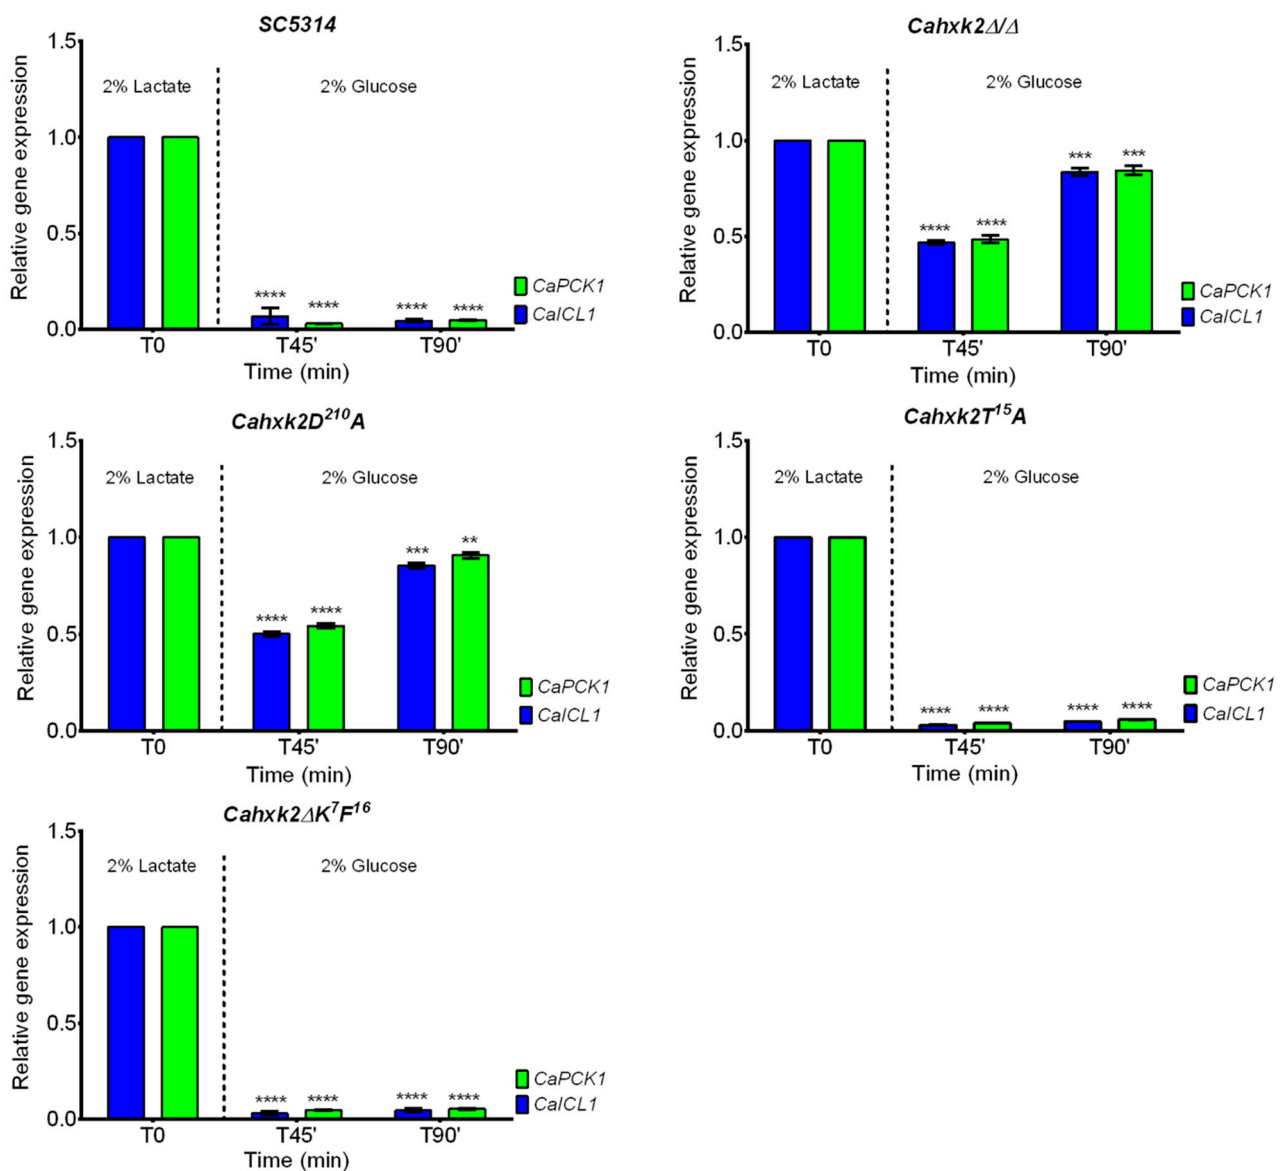 SC5314
Relative gene expression
1.5
1.0
0.5
0.0
2% Lactate
2% Glucose
**** **** **** ****
T0 T45' T90'
Time (min)
CaPCK1
CaICL1
Cahxk2Δ/Δ
Relative gene expression
1.5
1.0
0.5
0.0
2% Lactate
2% Glucose
**** **** *** ***
T0 T45' T90'
Time (min)
CaPCK1
CaICL1
Cahxk2D²¹⁰A
Relative gene expression
1.5
1.0
0.5
0.0
2% Lactate
2% Glucose
**** **** *** **
T0 T45' T90'
Time (min)
CaPCK1
CaICL1
Cahxk2T¹⁵A
Relative gene expression
1.5
1.0
0.5
0.0
2% Lactate
2% Glucose
**** **** **** ****
T0 T45' T90'
Time (min)
CaPCK1
CaICL1
Cahxk2ΔK⁷F¹⁶
Relative gene expression
1.5
1.0
0.5
0.0
2% Lactate
2% Glucose
**** **** **** ****
T0 T45' T90'
Time (min)
CaPCK1
CaICL1